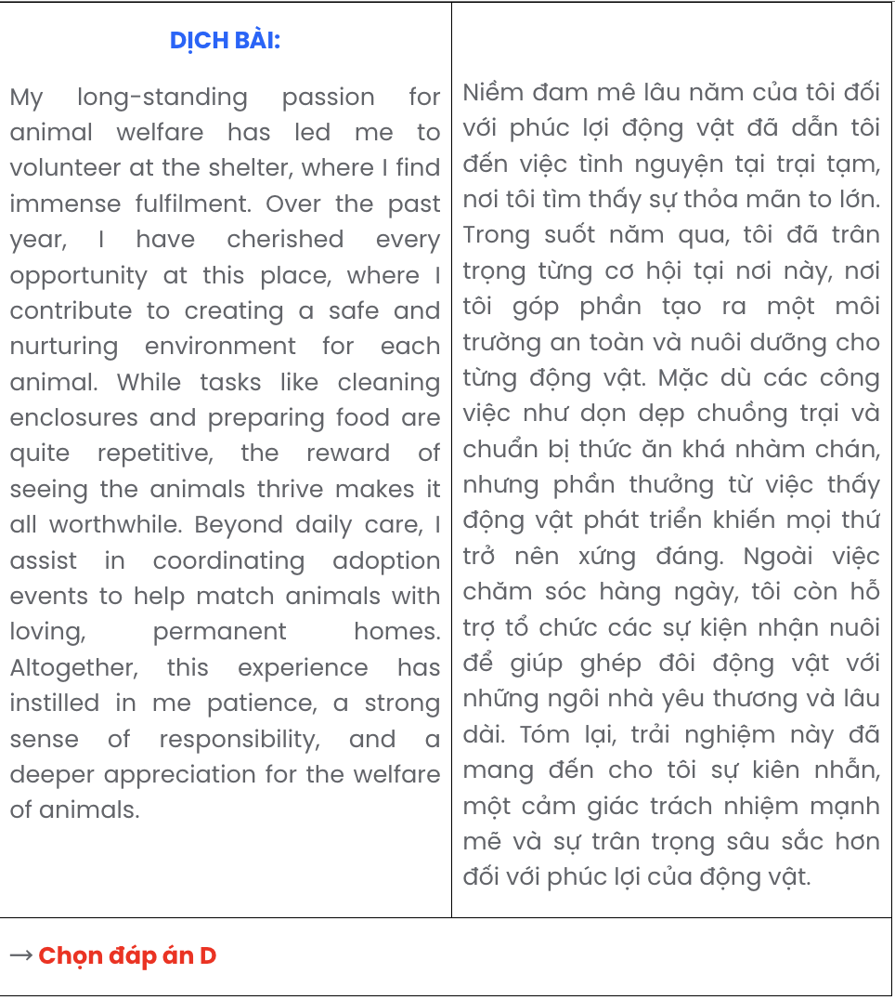 DỊCH BÀI:
My long-standing passion for
animal welfare has led me to
volunteer at the shelter, where I find
immense fulfilment. Over the past
year, I have cherished every
opportunity at this place, where I
contribute to creating a safe and
nurturing environment for each
animal. While tasks like cleaning
enclosures and preparing food are
quite repetitive, the reward of
seeing the animals thrive makes it
all worthwhile. Beyond daily care, I
assist in coordinating adoption
events to help match animals with
loving, permanent homes.
Altogether, this experience has
instilled in me patience, a strong
sense of responsibility, and a
deeper appreciation for the welfare
of animals.
Niềm đam mê lâu năm của tôi đối
với phúc lợi động vật đã dẫn tôi
đến việc tình nguyện tại trại tạm,
nơi tôi tìm thấy sự thỏa mãn to lớn.
Trong suốt năm qua, tôi đã trân
trọng từng cơ hội tại nơi này, nơi
tôi góp phần tạo ra một môi
trường an toàn và nuôi dưỡng cho
từng động vật. Mặc dù các công
việc như dọn dẹp chuồng trại và
chuẩn bị thức ăn khá nhàm chán,
nhưng phần thưởng từ việc thấy
động vật phát triển khiến mọi thứ
trở nên xứng đáng. Ngoài việc
chăm sóc hàng ngày, tôi còn hỗ
trợ tổ chức các sự kiện nhận nuôi
để giúp ghép đôi động vật với
những ngôi nhà yêu thương và lâu
dài. Tóm lại, trải nghiệm này đã
mang đến cho tôi sự kiên nhẫn,
một cảm giác trách nhiệm mạnh
mẽ và sự trân trọng sâu sắc hơn
đối với phúc lợi của động vật.
→ Chọn đáp án D